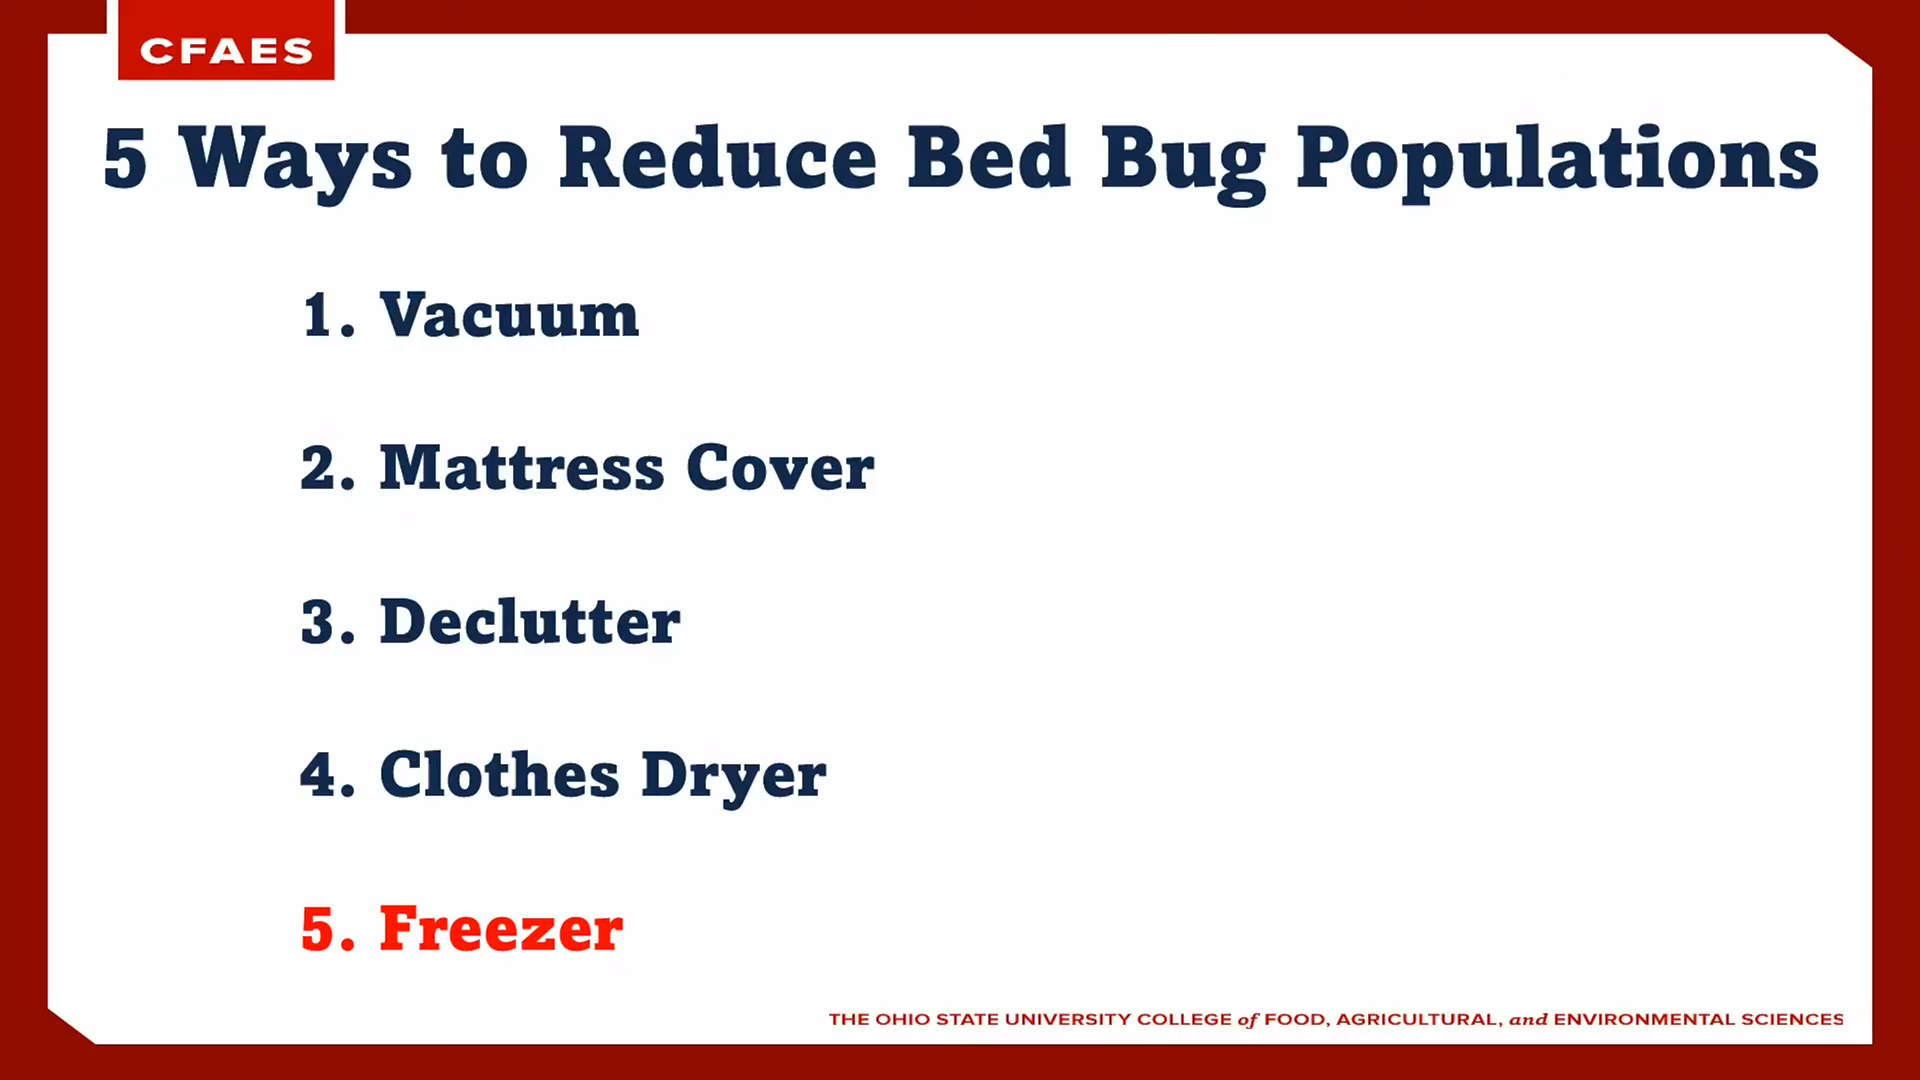 CFAES
5 Ways to Reduce Bed Bug Populations
1. Vacuum
2. Mattress Cover
3. Declutter
4. Clothes Dryer
5. Freezer
THE OHIO STATE UNIVERSITY COLLEGE of FOOD, AGRICULTURAL, and ENVIRONMENTAL SCIENCES